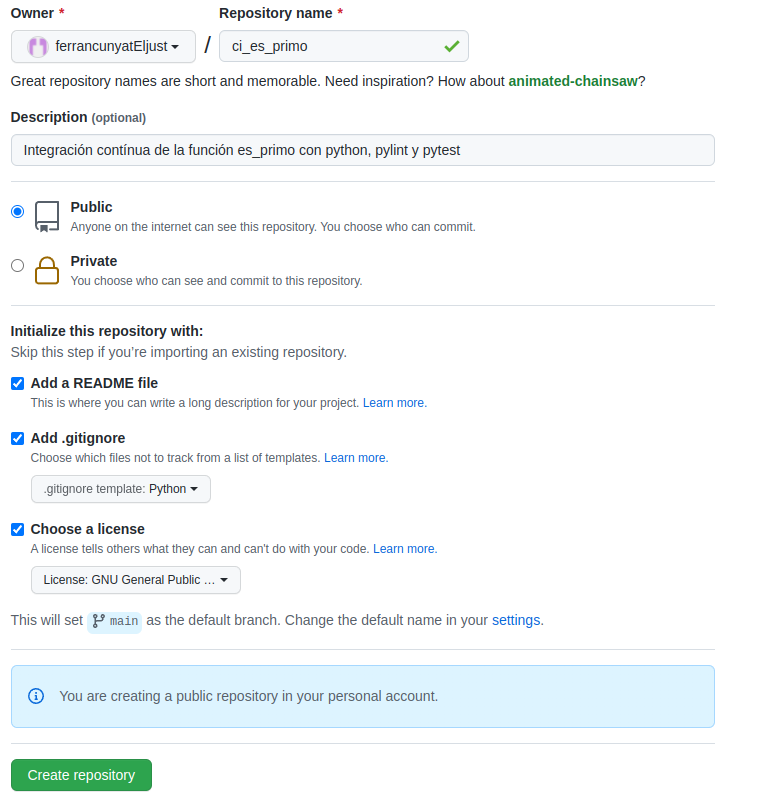 Owner * Repository name *
ferrancunyatEljust / ci_es_primo
Great repository names are short and memorable. Need inspiration? How about animated-chainsaw?
Description (optional)
Integración contínua de la función es_primo con python, pylint y pytest
Public
Anyone on the internet can see this repository. You choose who can commit.
Private
You choose who can see and commit to this repository.
Initialize this repository with:
Skip this step if you're importing an existing repository.
Add a README file
This is where you can write a long description for your project. Learn more.
Add .gitignore
Choose which files not to track from a list of templates. Learn more.
.gitignore template: Python
Choose a license
A license tells others what they can and can't do with your code. Learn more.
License: GNU General Public ...
This will set main as the default branch. Change the default name in your settings.
You are creating a public repository in your personal account.
Create repository